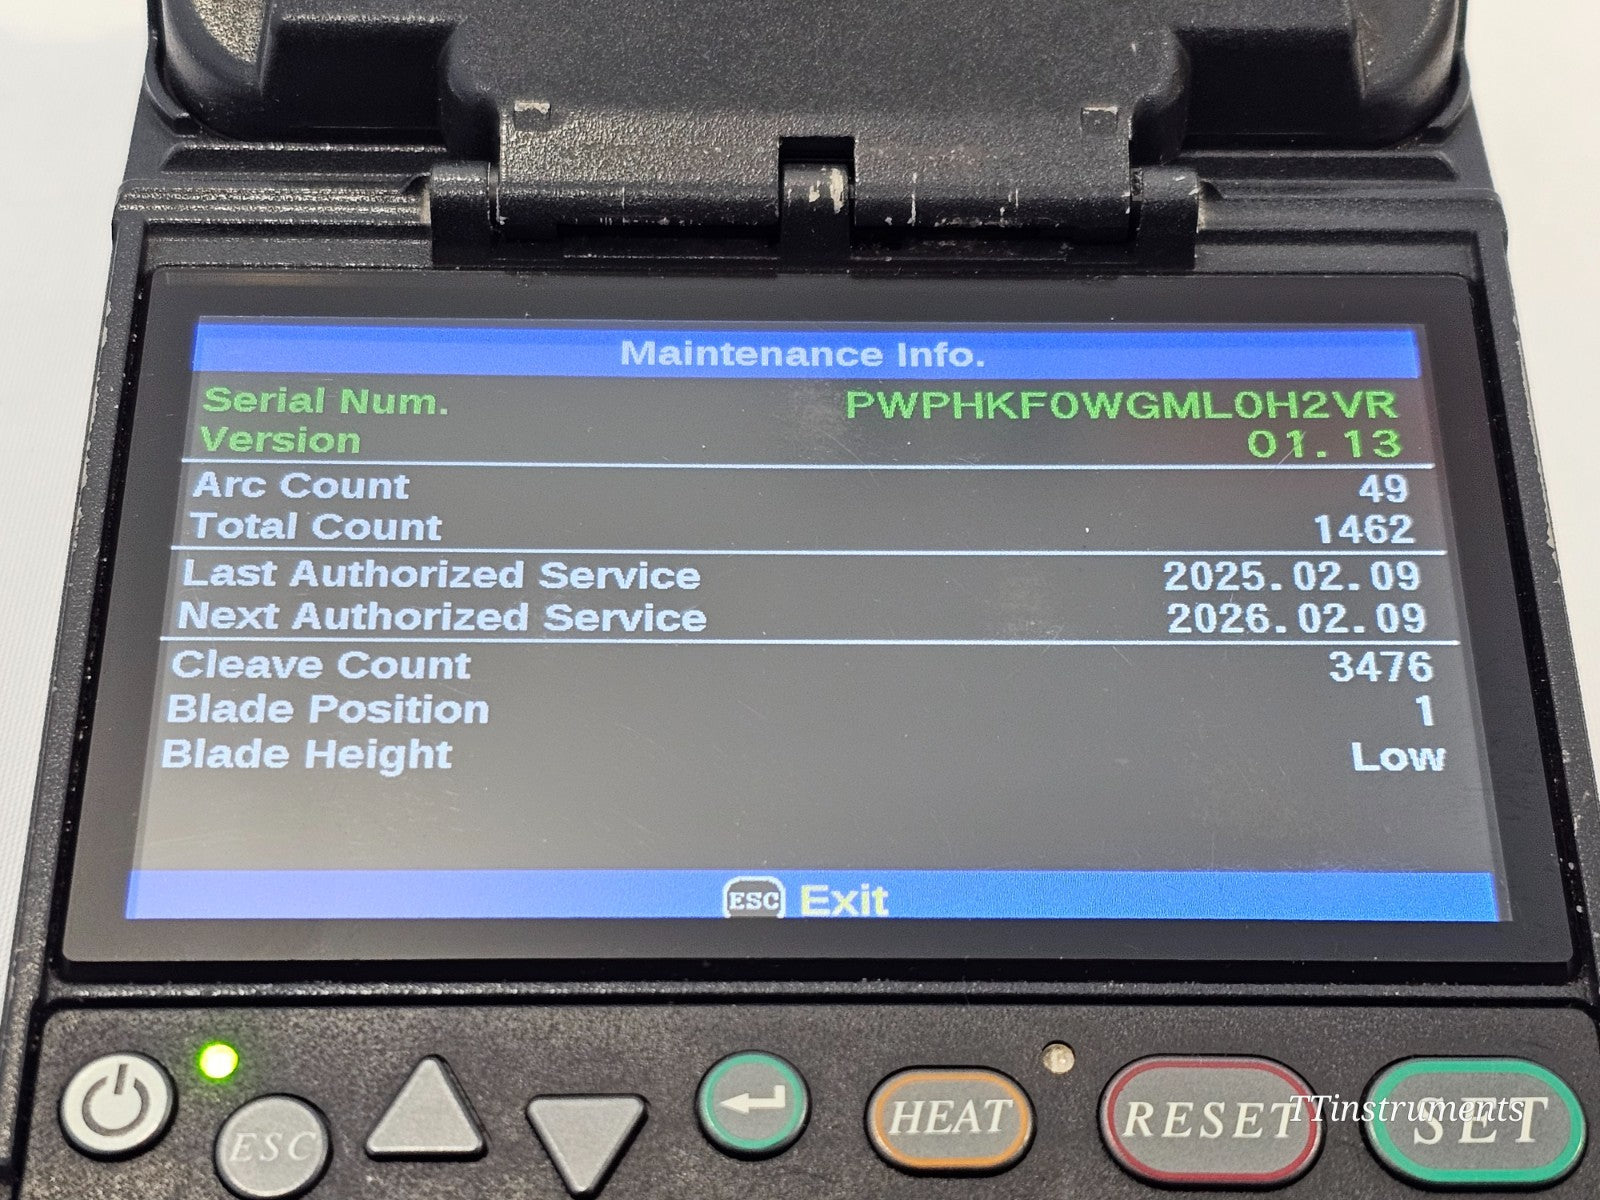 Maintenance Info.
Serial Num. PWPHKF0WGML0H2VR
Version 01.13
Arc Count 49
Total Count 1462
Last Authorized Service 2025.02.09
Next Authorized Service 2026.02.09
Cleave Count 3476
Blade Position 1
Blade Height Low
ESC Exit
ESC HEAT RESET SET
TTinstruments